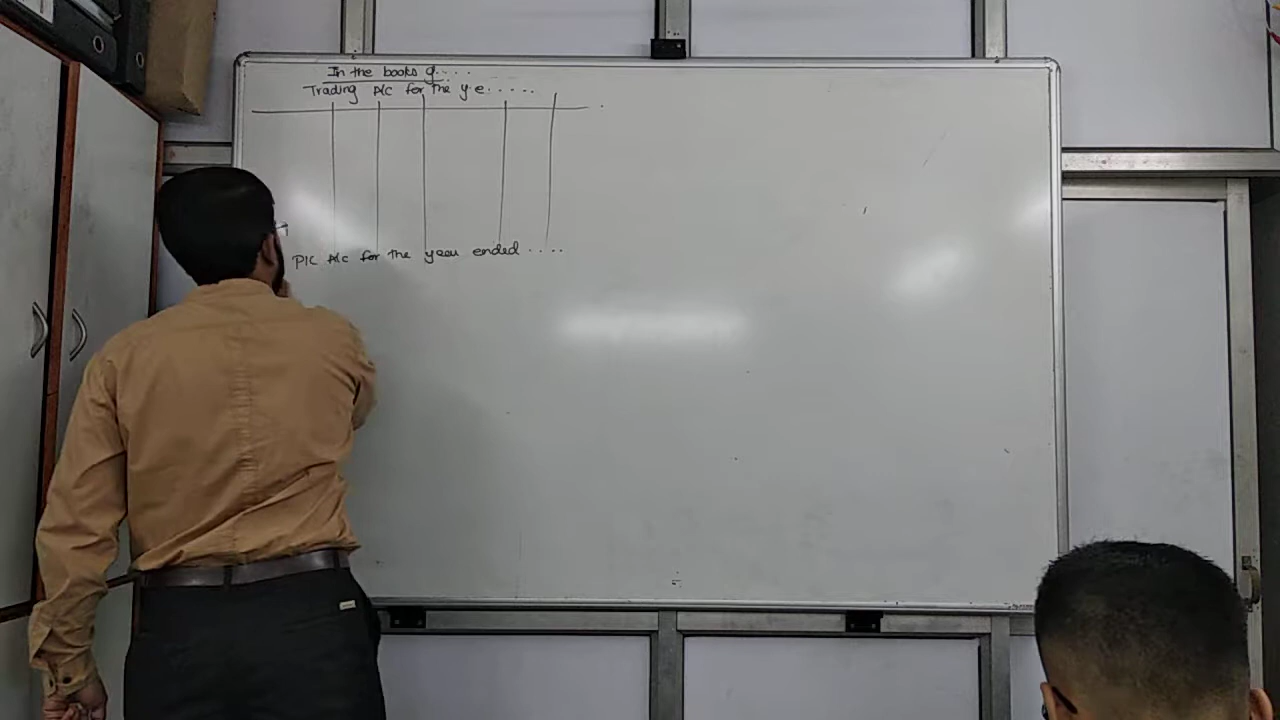 In the books of....
Trading A/C for the y.e......
P/C A/c for the year ended ....